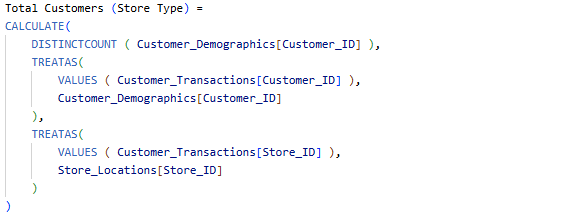 Total Customers (Store Type) =
CALCULATE(
    DISTINCTCOUNT ( Customer_Demographics[Customer_ID] ),
    TREATAS(
        VALUES ( Customer_Transactions[Customer_ID] ),
        Customer_Demographics[Customer_ID]
    ),
    TREATAS(
        VALUES ( Customer_Transactions[Store_ID] ),
        Store_Locations[Store_ID]
    )
)